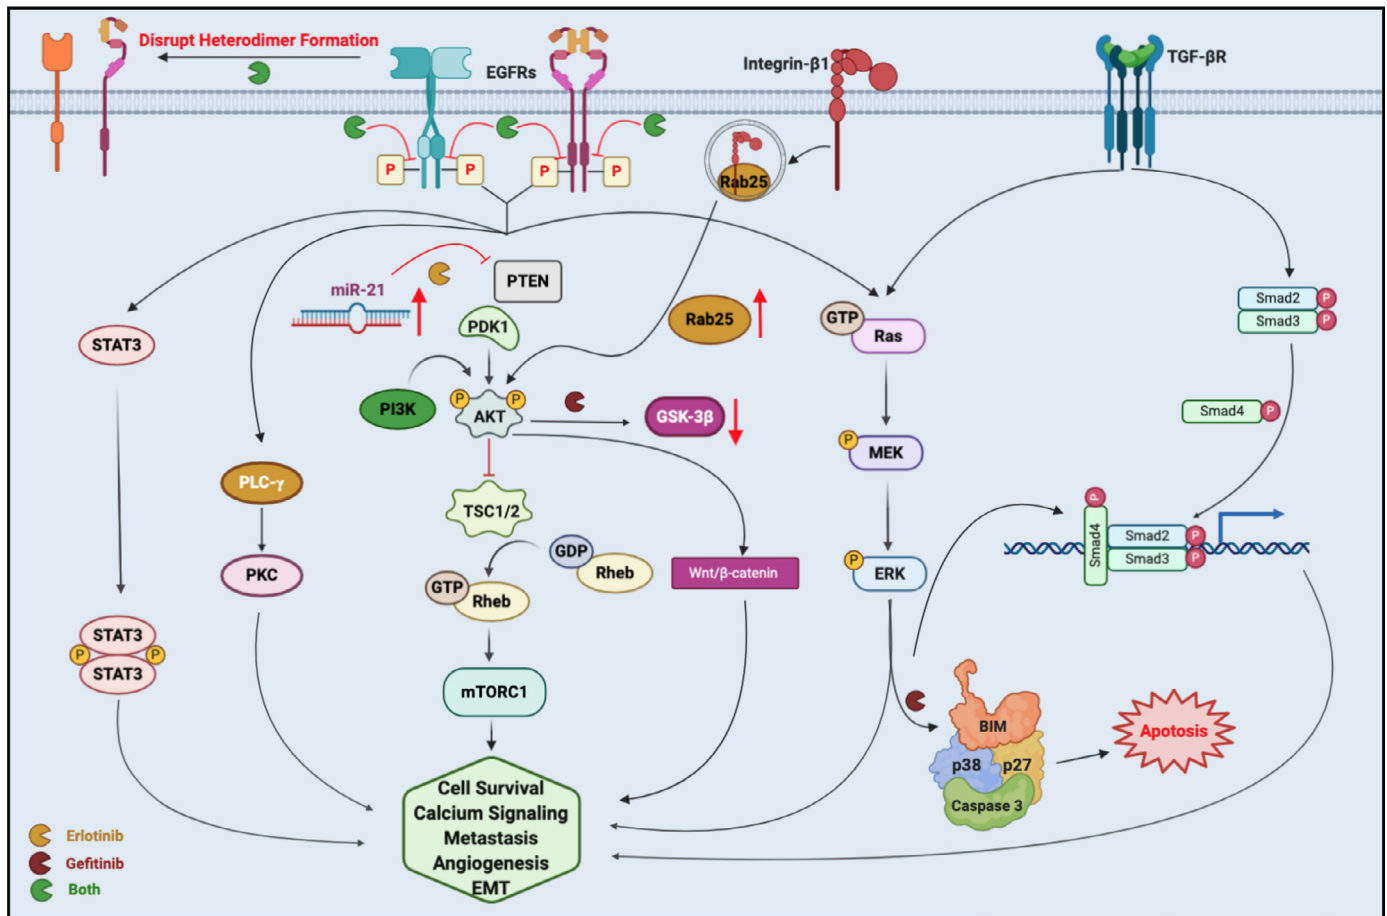 Disrupt Heterodimer Formation
EGFRs
Integrin-β1
TGF-βR
P
P
P
P
Rab25
miR-21
PTEN
PDK1
Rab25
GTP
Ras
Smad2
P
Smad3
P
STAT3
PI3K
P
P
AKT
GSK-3β
Smad4
P
P
MEK
PLC-γ
TSC1/2
P
Smad4
Smad2
P
Smad3
P
PKC
GDP
Rheb
GTP
Rheb
Wnt/β-catenin
P
ERK
STAT3
P
P
STAT3
mTORC1
BIM
p38
p27
Caspase 3
Apotosis
Cell Survival
Calcium Signaling
Metastasis
Angiogenesis
EMT
Erlotinib
Gefitinib
Both